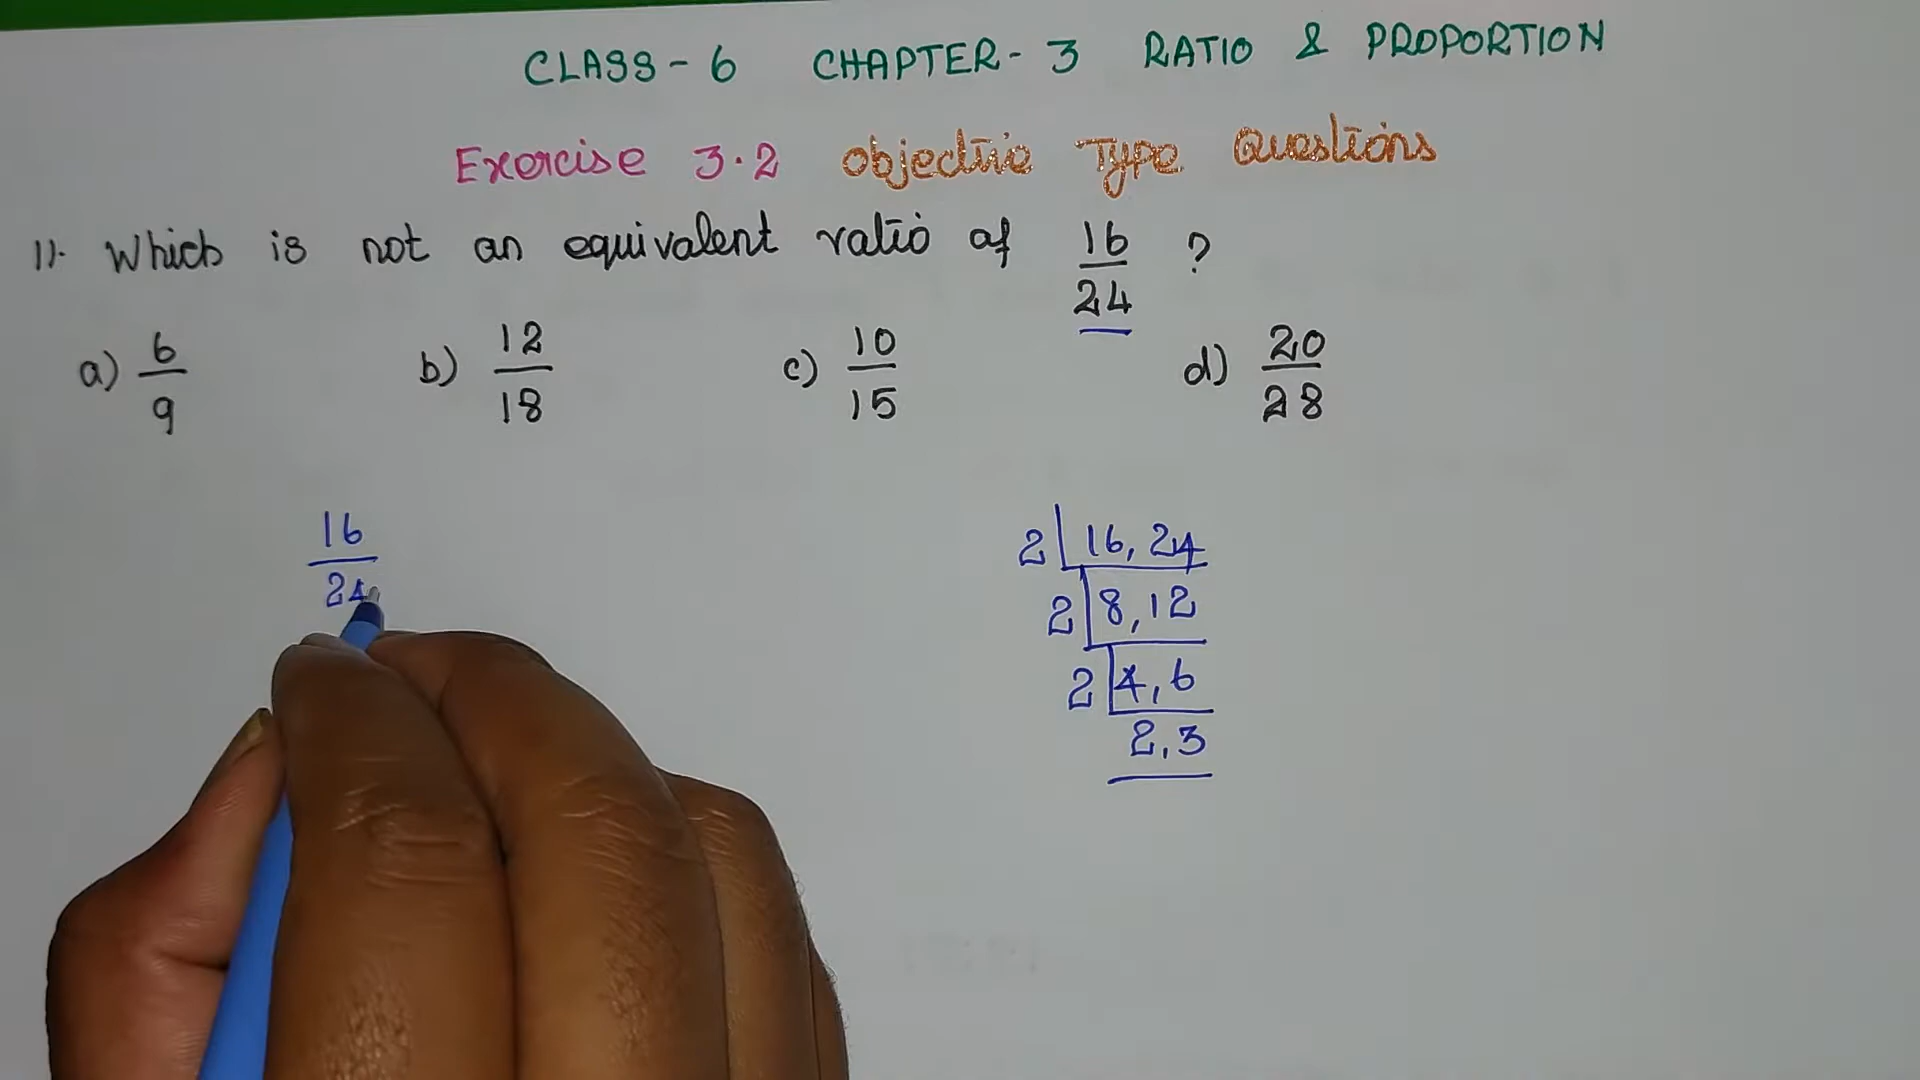 CLASS-6 CHAPTER-3 RATIO & PROPORTION
Exercise 3.2 Objective Type Questions
11. Which is not an equivalent ratio of 16/24 ?
a) 6/9 b) 12/18 c) 10/15 d) 20/28
16/24
2 | 16, 24
2 | 8, 12
2 | 4, 6
2, 3